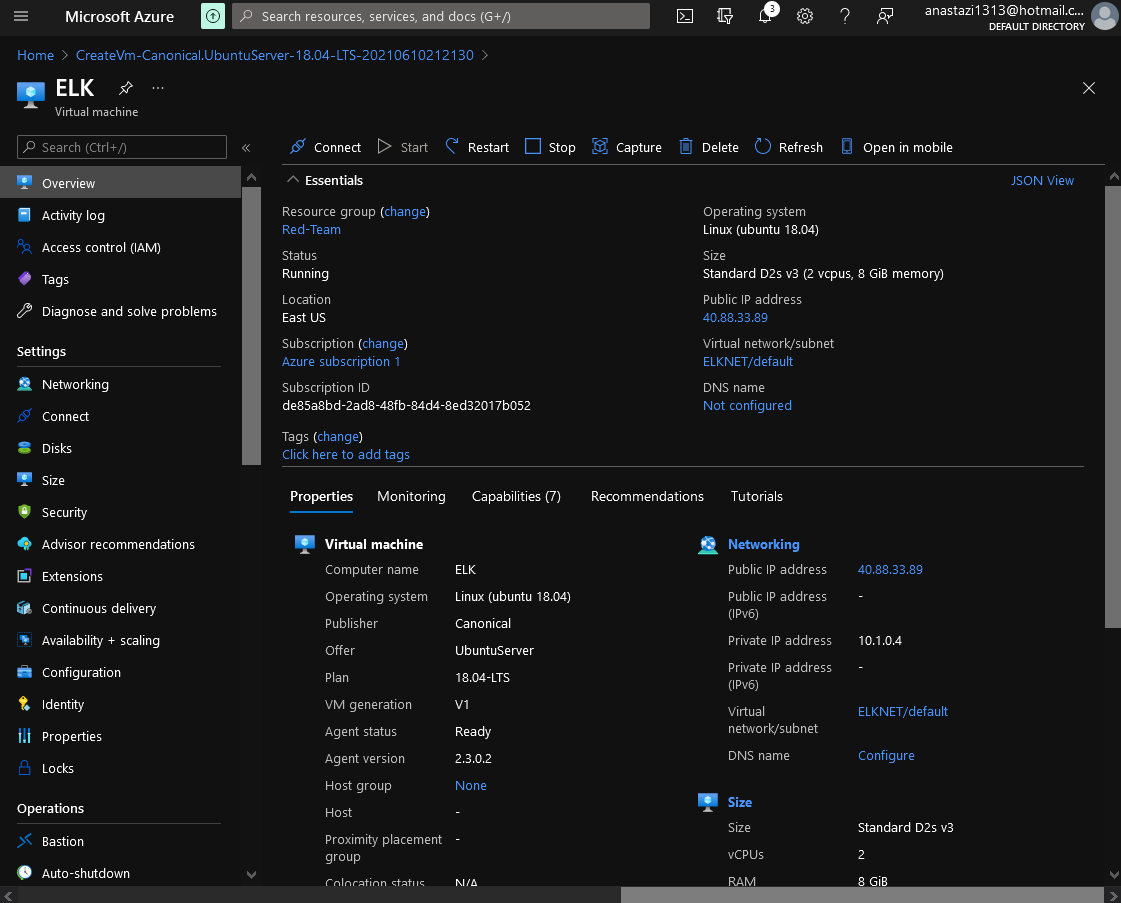 Microsoft Azure
Search resources, services, and docs (G+/)
3
anastazi1313@hotmail.c...
DEFAULT DIRECTORY
Home > CreateVm-Canonical.UbuntuServer-18.04-LTS-20210610212130 >
ELK
...
Virtual machine
Search (Ctrl+/)
«
Overview
Activity log
Access control (IAM)
Tags
Diagnose and solve problems
Settings
Networking
Connect
Disks
Size
Security
Advisor recommendations
Extensions
Continuous delivery
Availability + scaling
Configuration
Identity
Properties
Locks
Operations
Bastion
Auto-shutdown
Connect Start Restart Stop Capture Delete Refresh Open in mobile
Essentials
JSON View
Resource group (change)
Red-Team
Status
Running
Location
East US
Subscription (change)
Azure subscription 1
Subscription ID
de85a8bd-2ad8-48fb-84d4-8ed32017b052
Operating system
Linux (ubuntu 18.04)
Size
Standard D2s v3 (2 vcpus, 8 GiB memory)
Public IP address
40.88.33.89
Virtual network/subnet
ELKNET/default
DNS name
Not configured
Tags (change)
Click here to add tags
Properties Monitoring Capabilities (7) Recommendations Tutorials
Virtual machine
Computer name ELK
Operating system Linux (ubuntu 18.04)
Publisher Canonical
Offer UbuntuServer
Plan 18.04-LTS
VM generation V1
Agent status Ready
Agent version 2.3.0.2
Host group None
Host -
Proximity placement -
group
Colocation status N/A
Networking
Public IP address 40.88.33.89
Public IP address -
(IPv6)
Private IP address 10.1.0.4
Private IP address -
(IPv6)
Virtual ELKNET/default
network/subnet
DNS name Configure
Size
Size Standard D2s v3
vCPUs 2
RAM 8 GiB